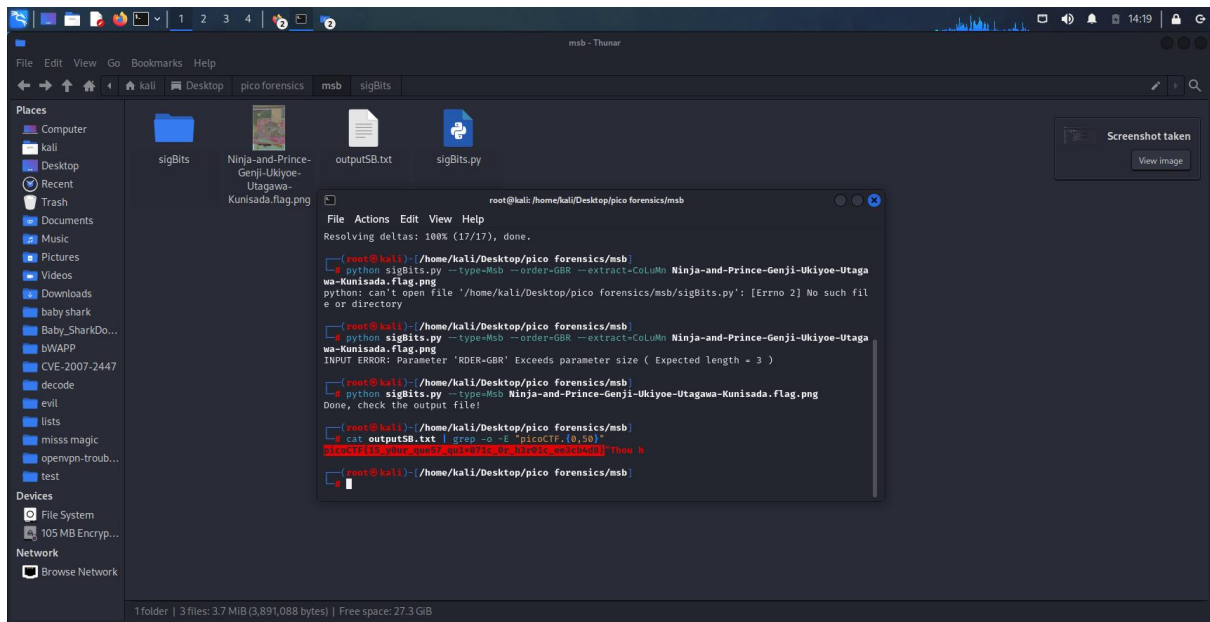 1 2 3 4
14:19
msb - Thunar
File Edit View Go Bookmarks Help
kali Desktop pico forensics msb sigBits
Places
Computer
kali
Desktop
Recent
Trash
Documents
Music
Pictures
Videos
Downloads
baby shark
Baby_SharkDo...
bWAPP
CVE-2007-2447
decode
evil
lists
misss magic
openvpn-troub...
test
Devices
File System
105 MB Encryp...
Network
Browse Network
sigBits
Ninja-and-Prince-
Genji-Ukiyoe-
Utagawa-
Kunisada.flag.png
outputSB.txt
sigBits.py
Screenshot taken
View image
root@kali: /home/kali/Desktop/pico forensics/msb
File Actions Edit View Help
Resolving deltas: 100% (17/17), done.
(root@kali)-[/home/kali/Desktop/pico forensics/msb]
# python sigBits.py --type=Msb --order=GBR --extract=CoLuMn Ninja-and-Prince-Genji-Ukiyoe-Utaga
wa-Kunisada.flag.png
python: can't open file '/home/kali/Desktop/pico forensics/msb/sigBits.py': [Errno 2] No such fil
e or directory
(root@kali)-[/home/kali/Desktop/pico forensics/msb]
# python sigBits.py --type=Msb --order=GBR --extract=CoLuMn Ninja-and-Prince-Genji-Ukiyoe-Utaga
wa-Kunisada.flag.png
INPUT ERROR: Parameter 'RDER=GBR' Exceeds parameter size ( Expected length = 3 )
(root@kali)-[/home/kali/Desktop/pico forensics/msb]
# python sigBits.py --type=Msb Ninja-and-Prince-Genji-Ukiyoe-Utagawa-Kunisada.flag.png
Done, check the output file!
(root@kali)-[/home/kali/Desktop/pico forensics/msb]
# cat outputSB.txt | grep -o -E "picoCTF.{0,50}"
"Thou h
(root@kali)-[/home/kali/Desktop/pico forensics/msb]
#
1 folder | 3 files: 3.7 MiB (3,891,088 bytes) | Free space: 27.3 GiB